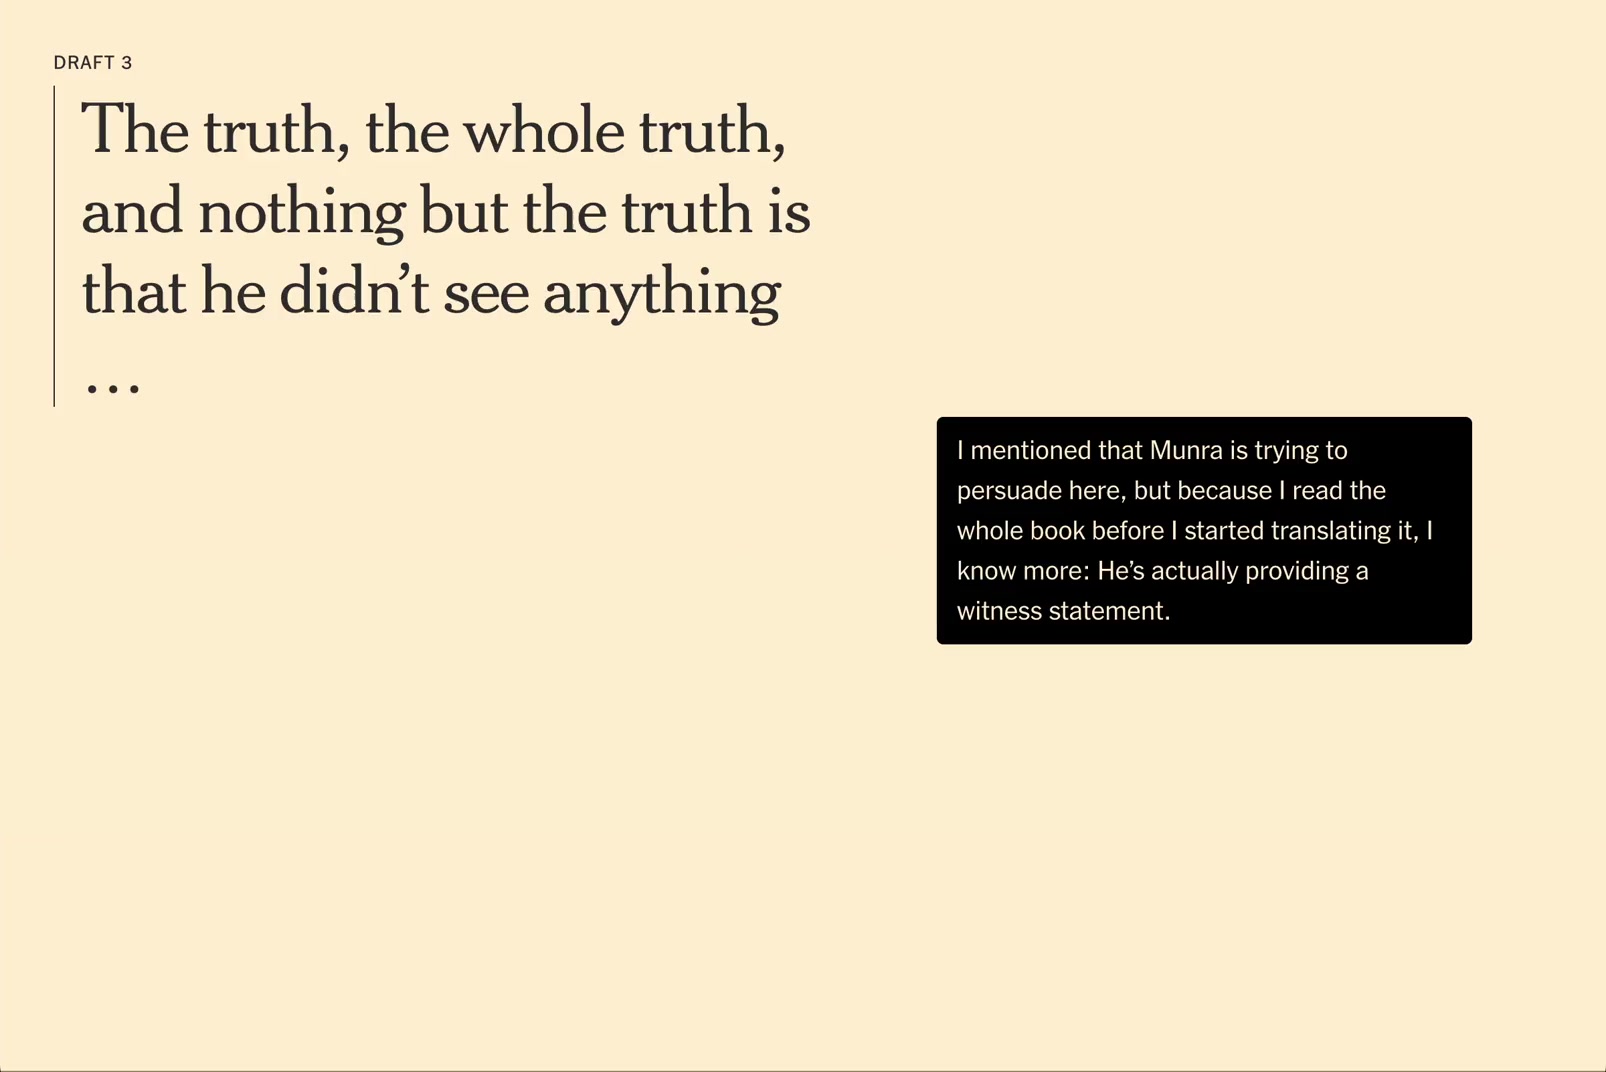 DRAFT 3
The truth, the whole truth,
and nothing but the truth is
that he didn’t see anything
…
I mentioned that Munra is trying to
persuade here, but because I read the
whole book before I started translating it, I
know more: He’s actually providing a
witness statement.